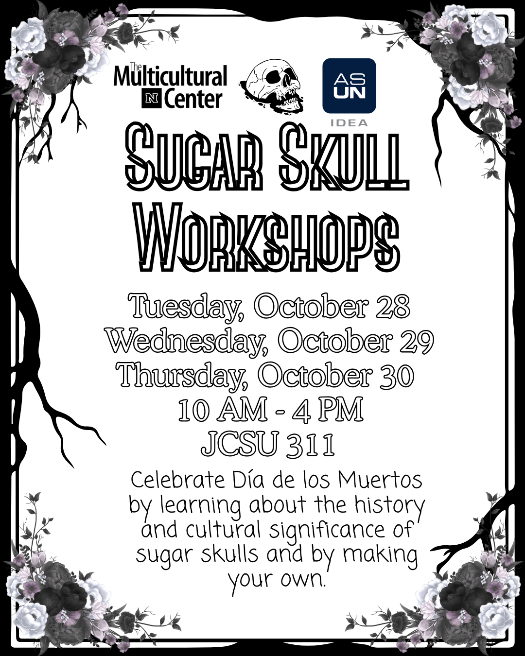 The
Multicultural
N Center
AS
UN
IDEA
SUGAR SKULL
WORKSHOPS
Tuesday, October 28
Wednesday, October 29
Thursday, October 30
10 AM - 4 PM
JCSU 311
Celebrate Día de los Muertos
by learning about the history
and cultural significance of
sugar skulls and by making
your own.